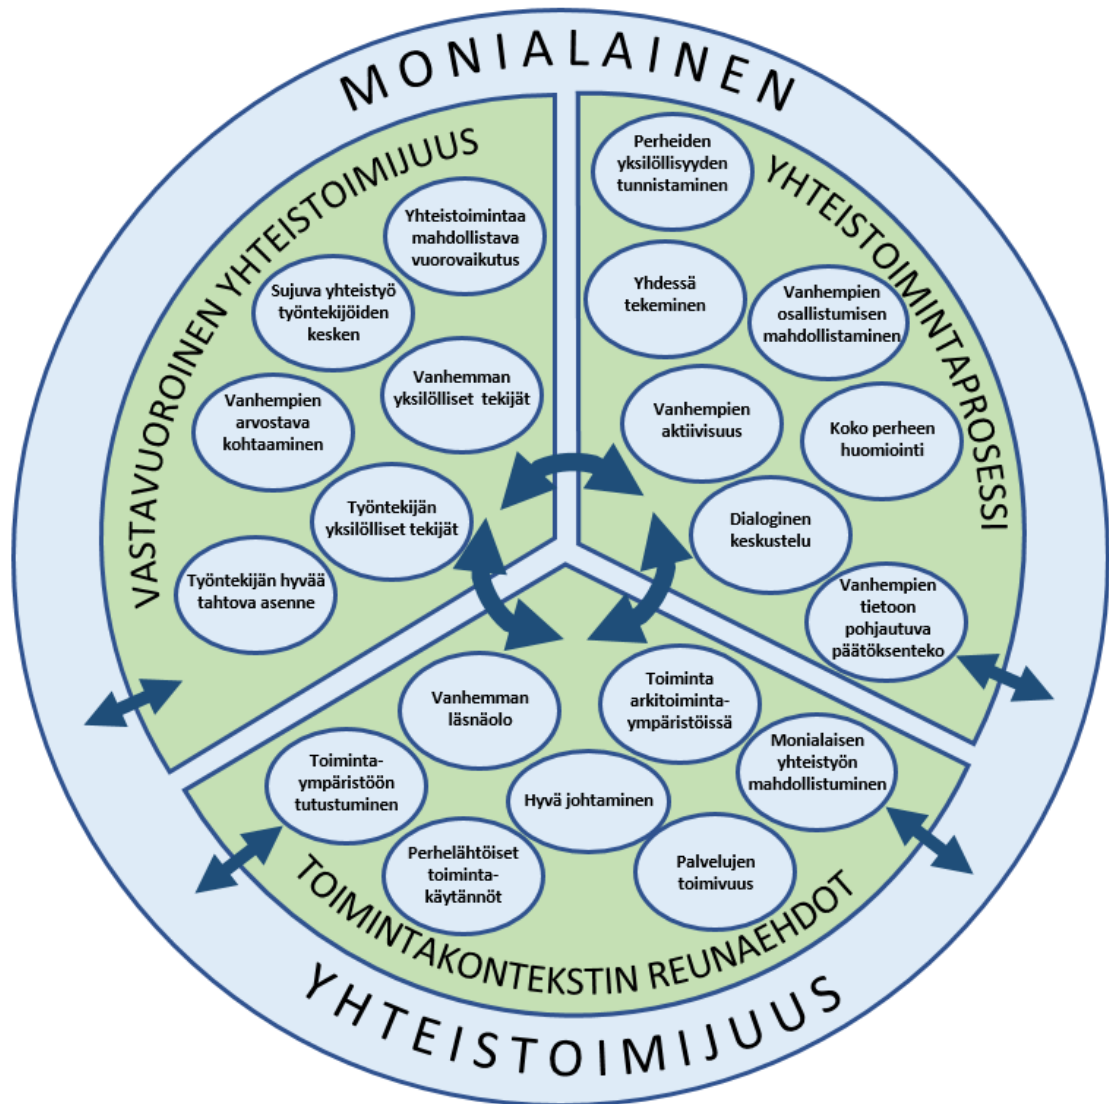 MONIALAINEN
VASTAVUOROINEN YHTEISTOIMIJUUS
Yhteistoimintaa
mahdollistava
vuorovaikutus
Sujuva yhteistyö
työntekijöiden
kesken
Vanhemman
yksilölliset tekijät
Vanhempien
arvostava
kohtaaminen
Työntekijän
yksilölliset tekijät
Työntekijän hyvää
tahtova asenne
YHTEISTOIMINTAPROSESSI
Perheiden
yksilöllisyyden
tunnistaminen
Yhdessä
tekeminen
Vanhempien
osallistumisen
mahdollistaminen
Vanhempien
aktiivisuus
Koko perheen
huomiointi
Dialoginen
keskustelu
Vanhempien
tietoon
pohjautuva
päätöksenteko
Vanhemman
läsnäolo
Toiminta
arkitoiminta-
ympäristöissä
Toiminta-
ympäristöön
tutustuminen
Hyvä johtaminen
Monialaisen
yhteistyön
mahdollistuminen
Perhelähtöiset
toiminta-
käytännöt
Palvelujen
toimivuus
TOIMINTAKONTEKSTIN REUNAEHDOT
YHTEISTOIMIJUUS